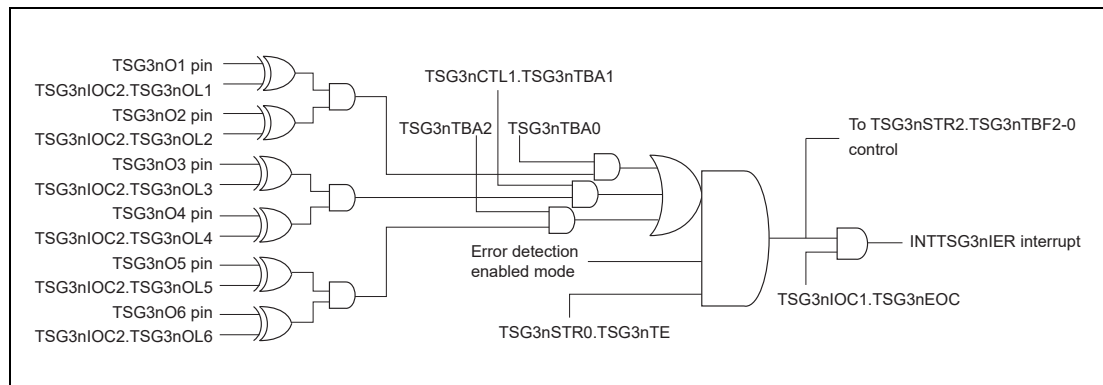 TSG3nO1 pin
TSG3nIOC2.TSG3nOL1
TSG3nO2 pin
TSG3nIOC2.TSG3nOL2
TSG3nO3 pin
TSG3nIOC2.TSG3nOL3
TSG3nO4 pin
TSG3nIOC2.TSG3nOL4
TSG3nO5 pin
TSG3nIOC2.TSG3nOL5
TSG3nO6 pin
TSG3nIOC2.TSG3nOL6
TSG3nCTL1.TSG3nTBA1
TSG3nTBA2
TSG3nTBA0
Error detection
enabled mode
TSG3nSTR0.TSG3nTE
To TSG3nSTR2.TSG3nTBF2-0
control
INTTSG3nIER interrupt
TSG3nIOC1.TSG3nEOC